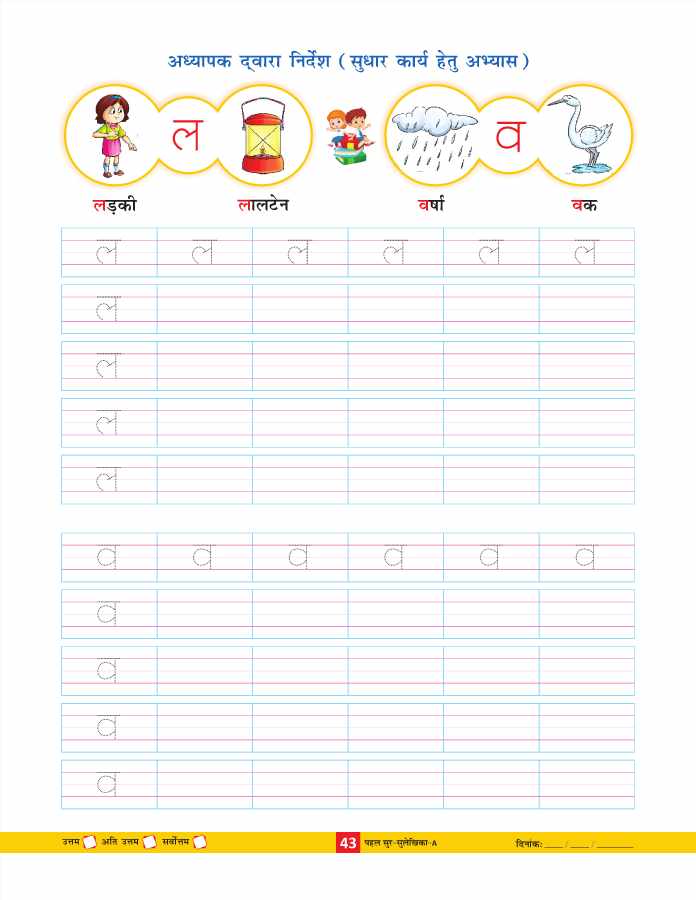 अध्यापक द्‌वारा निर्देश ( सुधार कार्य हेतु अभ्यास )
ल व
लड़की लालटेन वर्षा वक
ल ल ल ल ल ल
ल
ल
ल
ल
व व व व व व
व
व
व
व
उत्तम अति उत्तम सर्वोत्तम 43 पहल सुर-सुलेखिका-A दिनांक: ____ / ____ / ________